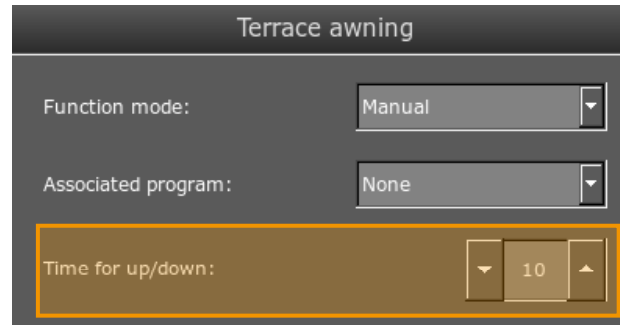 Terrace awning
Function mode: Manual
Associated program: None
Time for up/down: 10